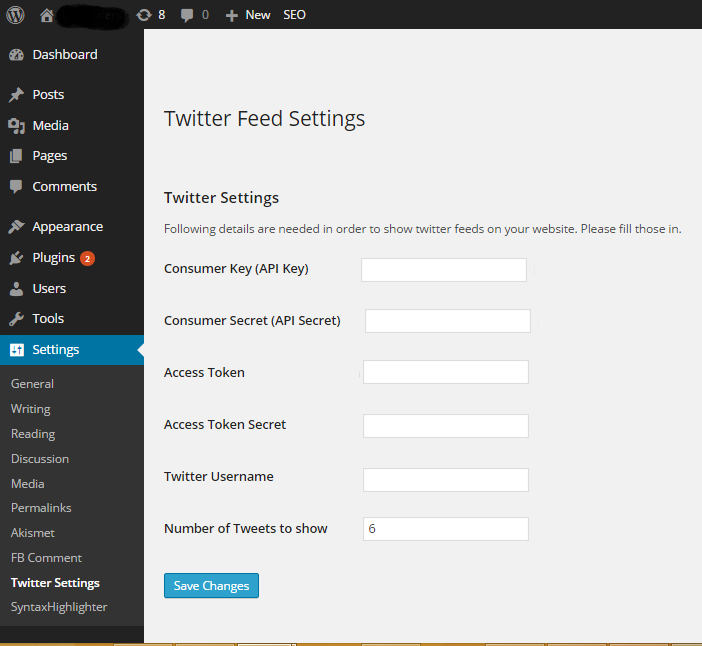 8 0 New SEO
Dashboard
Posts
Media
Pages
Comments
Appearance
Plugins 2
Users
Tools
Settings
General
Writing
Reading
Discussion
Media
Permalinks
Akismet
FB Comment
Twitter Settings
SyntaxHighlighter
Twitter Feed Settings
Twitter Settings
Following details are needed in order to show twitter feeds on your website. Please fill those in.
Consumer Key (API Key)
Consumer Secret (API Secret)
Access Token
Access Token Secret
Twitter Username
Number of Tweets to show 6
Save Changes